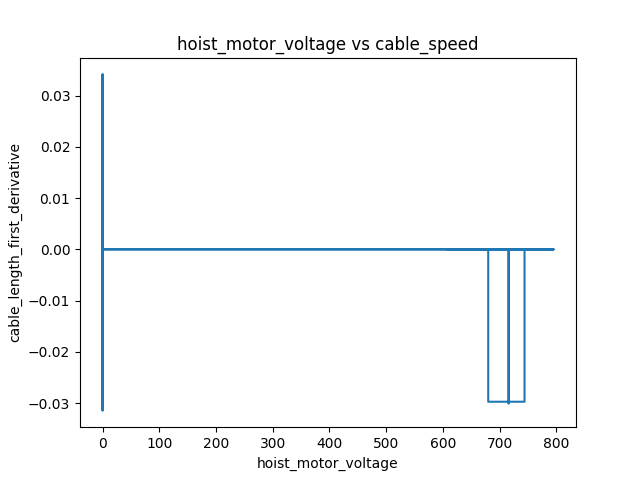 hoist_motor_voltage vs cable_speed
cable_length_first_derivative
0.03
0.02
0.01
0.00
−0.01
−0.02
−0.03
0 100 200 300 400 500 600 700 800
hoist_motor_voltage